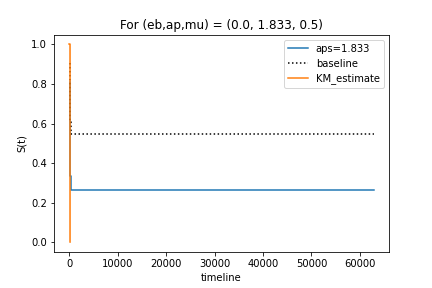 For (eb,ap,mu) = (0.0, 1.833, 0.5)
aps=1.833
baseline
KM_estimate
S(t)
1.0
0.8
0.6
0.4
0.2
0.0
0 10000 20000 30000 40000 50000 60000
timeline